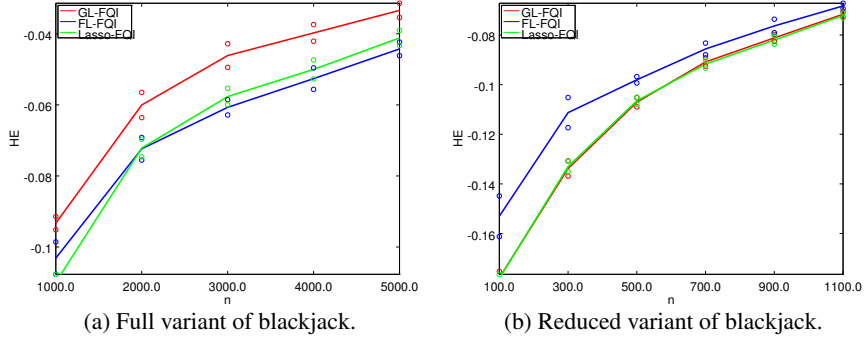 GL-FQI
FL-FQI
Lasso-FQI
-0.04
-0.06
-0.08
-0.1
HE
1000.0 2000.0 3000.0 4000.0 5000.0
n
(a) Full variant of blackjack.
GL-FQI
FL-FQI
Lasso-FQI
-0.08
-0.1
-0.12
-0.14
-0.16
HE
100.0 300.0 500.0 700.0 900.0 1100.0
n
(b) Reduced variant of blackjack.